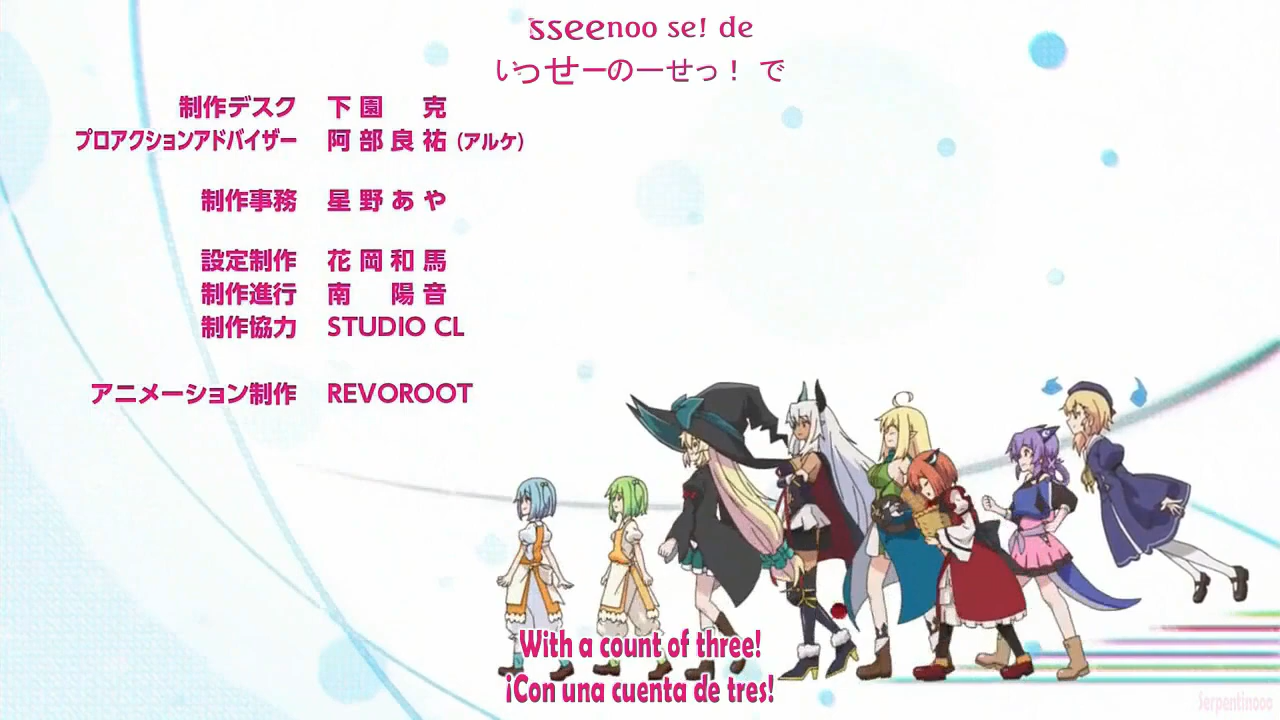 sseenoo se! de
いっせーのーせっ! で
制作デスク 下園 克
プロアクションアドバイザー 阿部良祐 (アルケ)
制作事務 星野あや
設定制作 花岡和馬
制作進行 南 陽音
制作協力 STUDIO CL
アニメーション制作 REVOROOT
With a count of three!
¡Con una cuenta de tres!
Serpentinooo